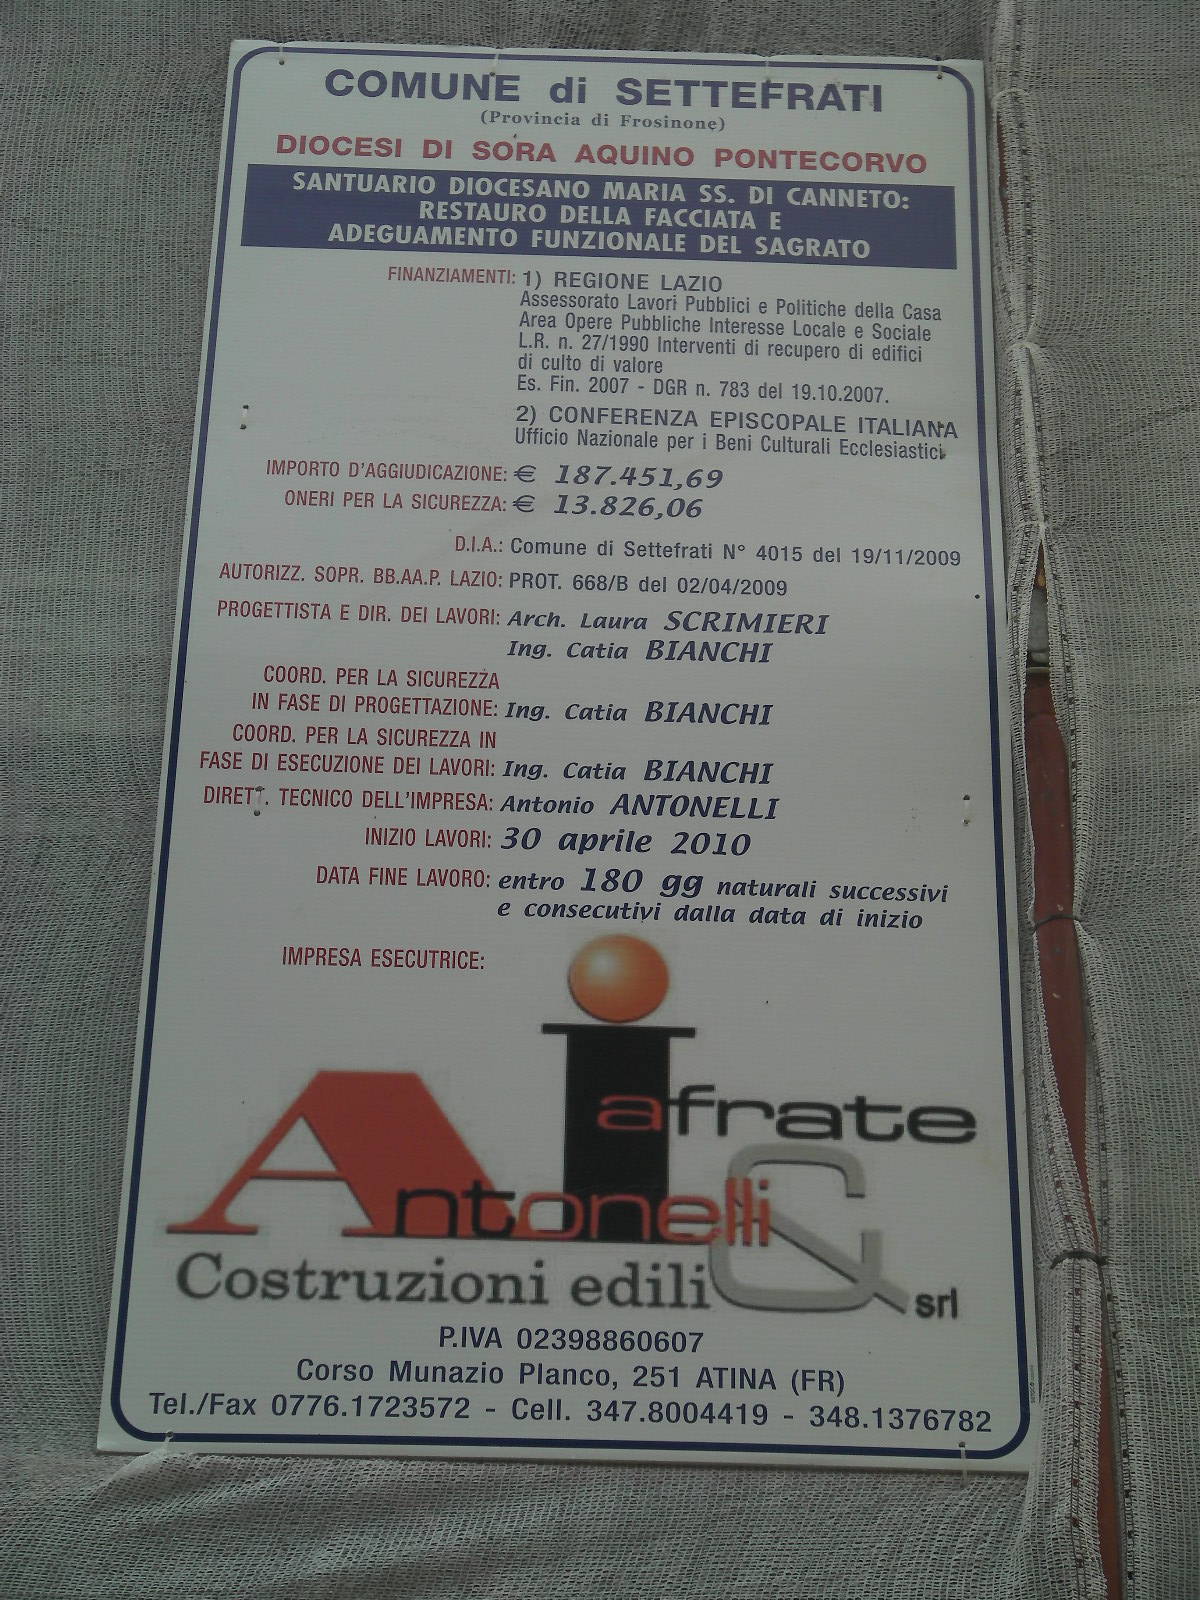 COMUNE di SETTEFRATI
(Provincia di Frosinone)
DIOCESI DI SORA AQUINO PONTECORVO
SANTUARIO DIOCESANO MARIA SS. DI CANNETO:
RESTAURO DELLA FACCIATA E
ADEGUAMENTO FUNZIONALE DEL SAGRATO
FINANZIAMENTI: 1) REGIONE LAZIO
Assessorato Lavori Pubblici e Politiche della Casa
Area Opere Pubbliche Interesse Locale e Sociale
L.R. n. 27/1990 Interventi di recupero di edifici
di culto di valore
Es. Fin. 2007 - DGR n. 783 del 19.10.2007.
2) CONFERENZA EPISCOPALE ITALIANA
Ufficio Nazionale per i Beni Culturali Ecclesiastici
IMPORTO D'AGGIUDICAZIONE: € 187.451,69
ONERI PER LA SICUREZZA: € 13.826,06
D.I.A.: Comune di Settefrati N° 4015 del 19/11/2009
AUTORIZZ. SOPR. BB.AA.P. LAZIO: PROT. 668/B del 02/04/2009
PROGETTISTA E DIR. DEI LAVORI: Arch. Laura SCRIMIERI
Ing. Catia BIANCHI
COORD. PER LA SICUREZZA
IN FASE DI PROGETTAZIONE: Ing. Catia BIANCHI
COORD. PER LA SICUREZZA IN
FASE DI ESECUZIONE DEI LAVORI: Ing. Catia BIANCHI
DIRETT. TECNICO DELL'IMPRESA: Antonio ANTONELLI
INIZIO LAVORI: 30 aprile 2010
DATA FINE LAVORO: entro 180 gg naturali successivi
e consecutivi dalla data di inizio
IMPRESA ESECUTRICE:
iafrate
Antonelli &
Costruzioni edili srl
P.IVA 02398860607
Corso Munazio Planco, 251 ATINA (FR)
Tel./Fax 0776.1723572 - Cell. 347.8004419 - 348.1376782